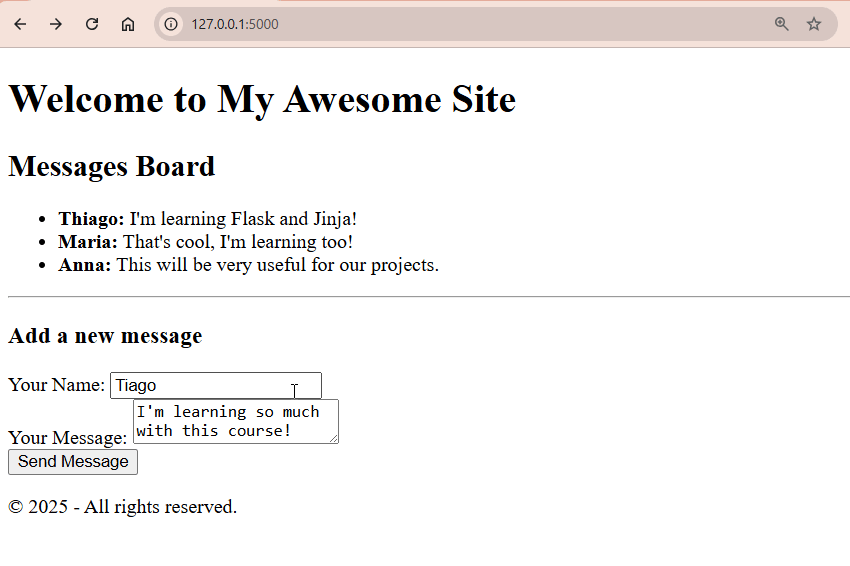 127.0.0.1:5000
Welcome to My Awesome Site
Messages Board
Thiago: I'm learning Flask and Jinja!
Maria: That's cool, I'm learning too!
Anna: This will be very useful for our projects.
Add a new message
Your Name: Tiago
I'm learning so much
with this course!
Your Message:
Send Message
© 2025 - All rights reserved.